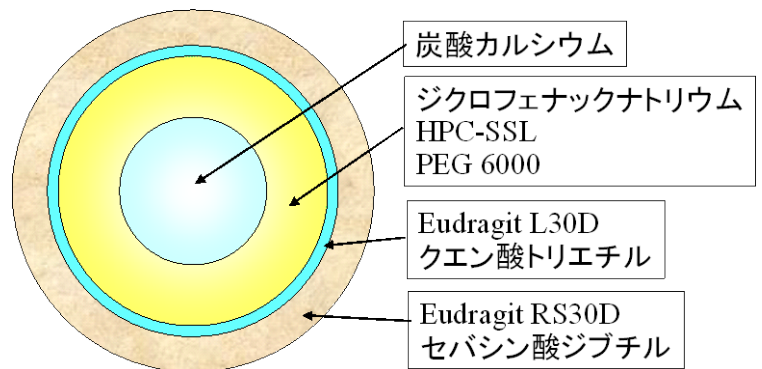 炭酸カルシウム
ジクロフェナックナトリウム
HPC-SSL
PEG 6000
Eudragit L30D
クエン酸トリエチル
Eudragit RS30D
セバシン酸ジブチル